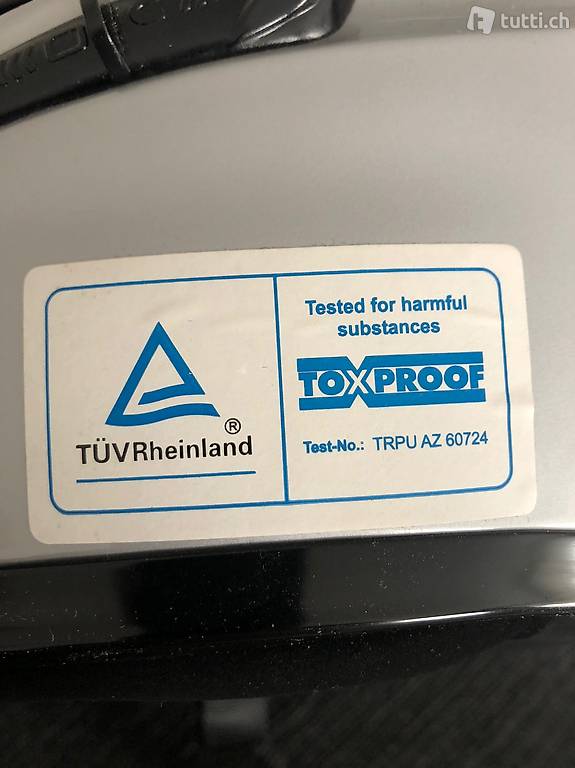 tutti.ch
TÜVRheinland®
Tested for harmful
substances
TOXPROOF
Test-No.: TRPU AZ 60724